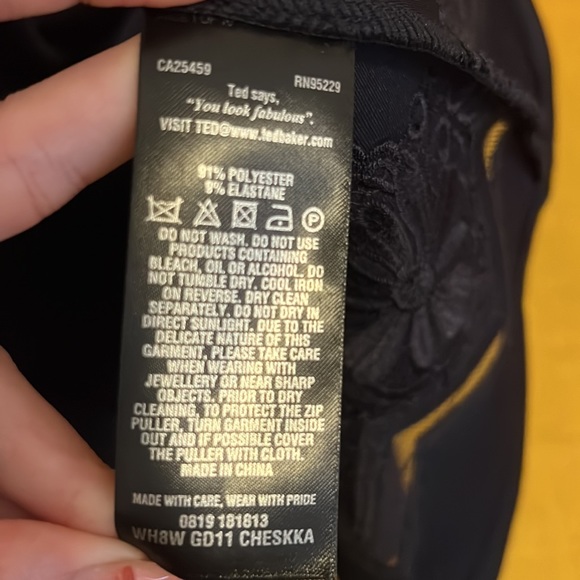 CA25459
RN95229
Ted says,
"You look fabulous".
VISIT TED@www.tedbaker.com
91% POLYESTER
9% ELASTANE
P
DO NOT WASH. DO NOT USE
PRODUCTS CONTAINING
BLEACH, OIL OR ALCOHOL. DO
NOT TUMBLE DRY. COOL IRON
ON REVERSE. DRY CLEAN
SEPARATELY. DO NOT DRY IN
DIRECT SUNLIGHT. DUE TO THE
DELICATE NATURE OF THIS
GARMENT, PLEASE TAKE CARE
WHEN WEARING WITH
JEWELLERY OR NEAR SHARP
OBJECTS. PRIOR TO DRY
CLEANING, TO PROTECT THE ZIP
PULLER, TURN GARMENT INSIDE
OUT AND IF POSSIBLE COVER
THE PULLER WITH CLOTH.
MADE IN CHINA
MADE WITH CARE, WEAR WITH PRIDE
0819 181813
WH8W GD11 CHESKKA